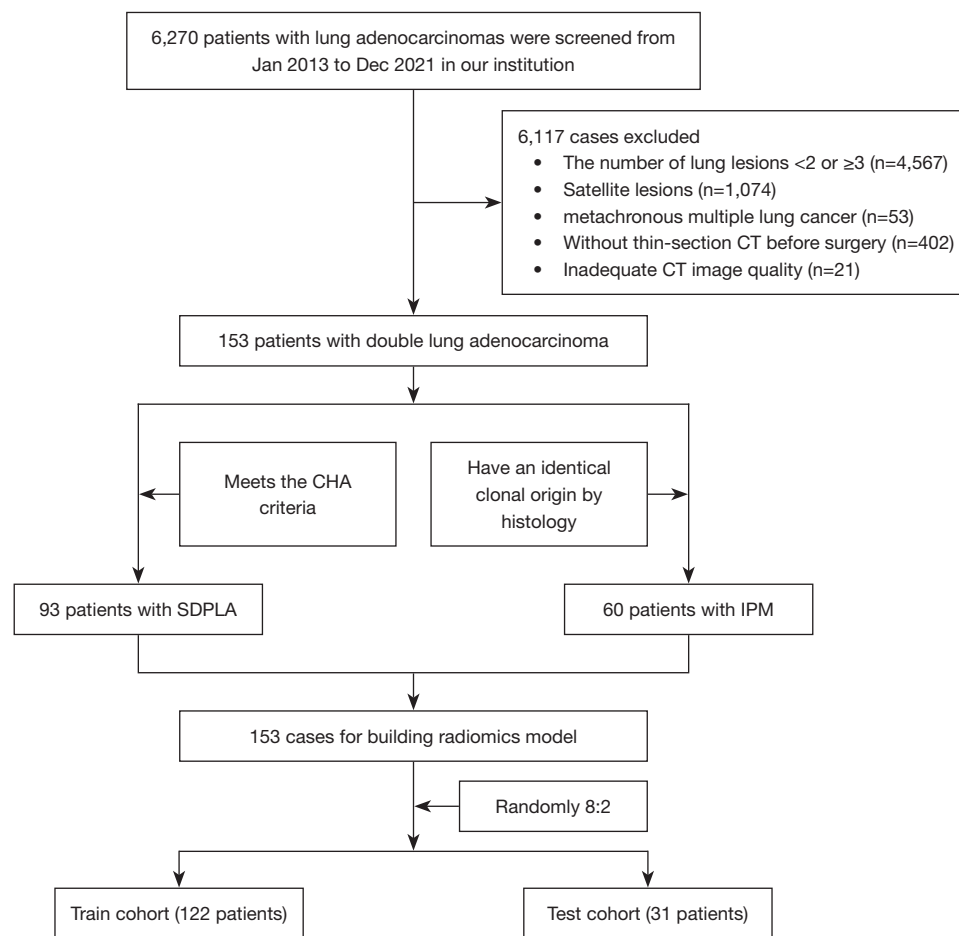 6,270 patients with lung adenocarcinomas were screened from
Jan 2013 to Dec 2021 in our institution
6,117 cases excluded
• The number of lung lesions <2 or ≥3 (n=4,567)
• Satellite lesions (n=1,074)
• metachronous multiple lung cancer (n=53)
• Without thin-section CT before surgery (n=402)
• Inadequate CT image quality (n=21)
153 patients with double lung adenocarcinoma
Meets the CHA
criteria
Have an identical
clonal origin by
histology
93 patients with SDPLA
60 patients with IPM
153 cases for building radiomics model
Randomly 8:2
Train cohort (122 patients)
Test cohort (31 patients)